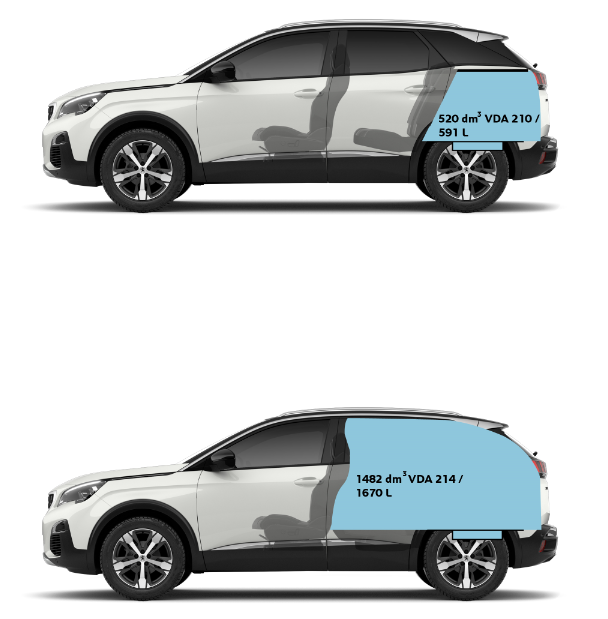 520 dm³ VDA 210 /
591 L
1482 dm³ VDA 214 /
1670 L